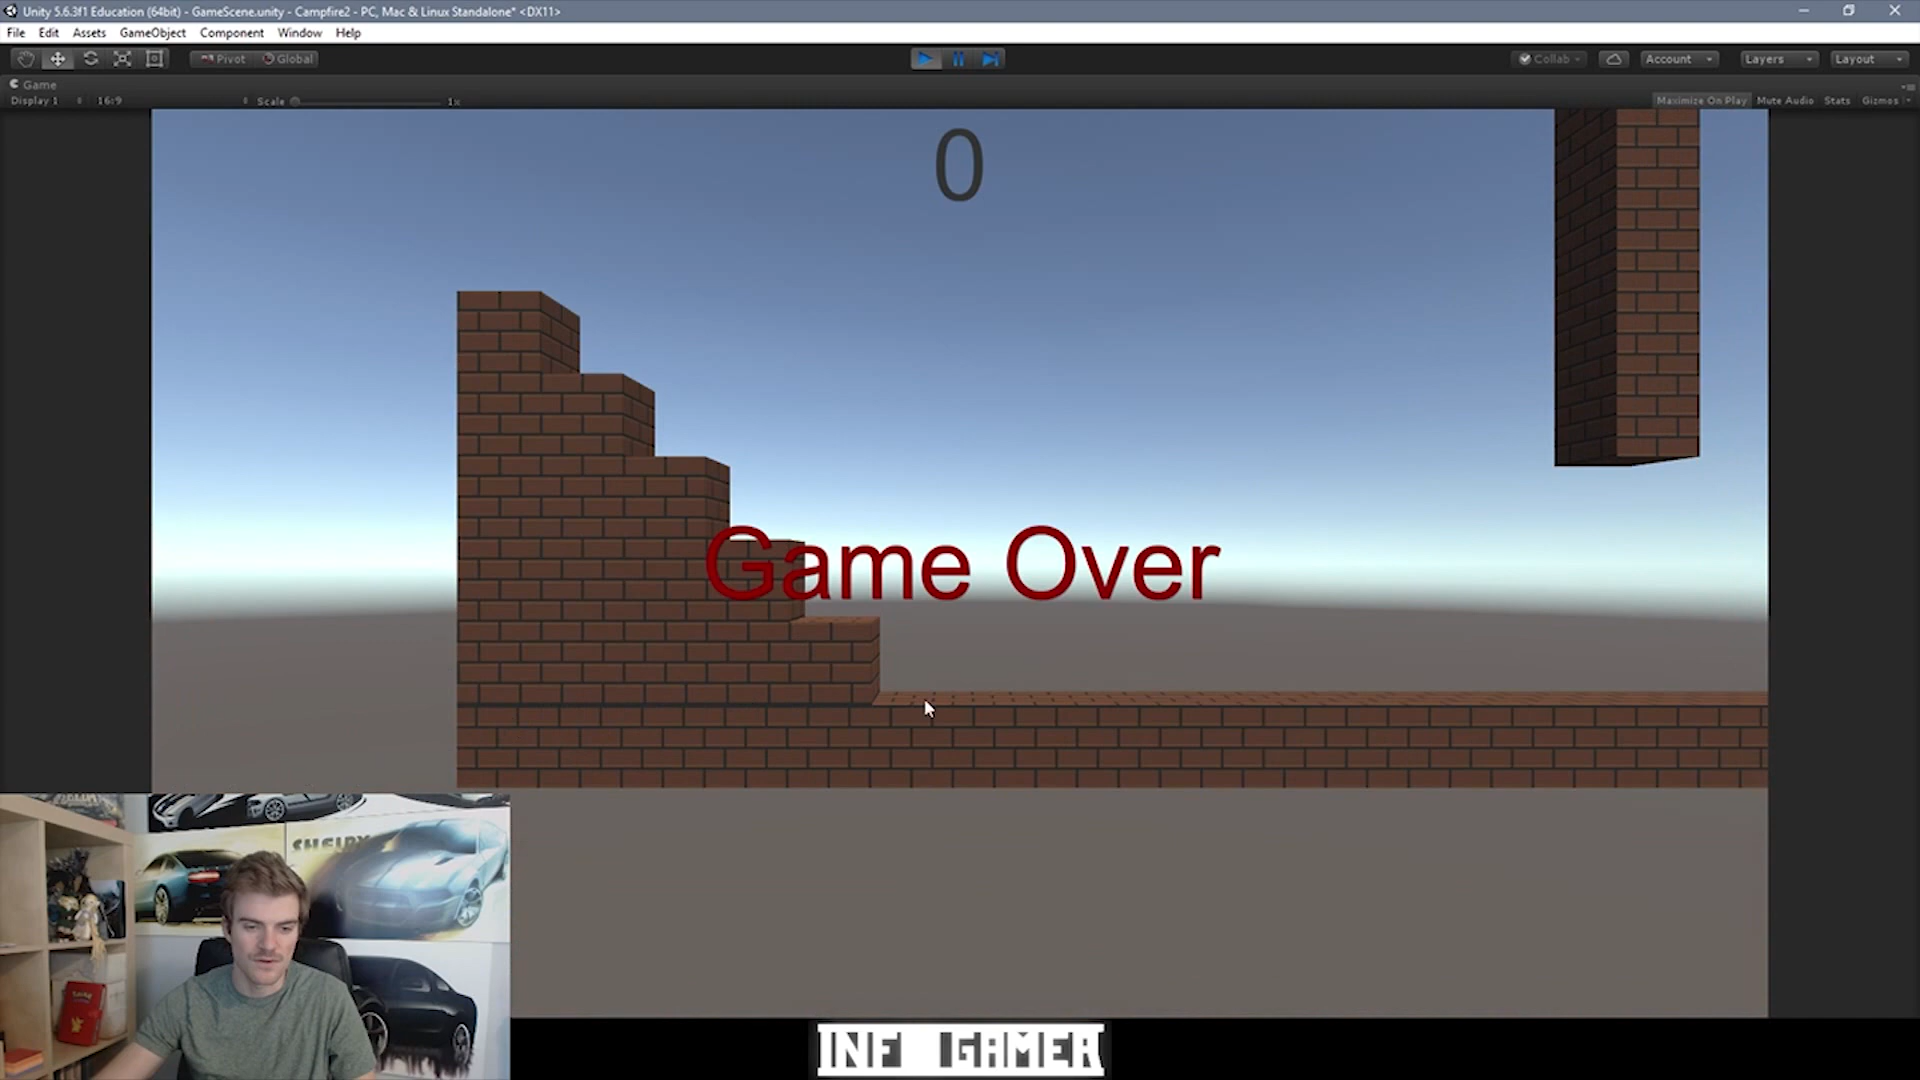 Unity 5.6.3f1 Education (64bit) - GameScene.unity - Campfire2 - PC, Mac & Linux Standalone* <DX11>
File Edit Assets GameObject Component Window Help
Pivot Global Collab Account Layers Layout
Game
Display 1 16:9 Scale 1x Maximize On Play Mute Audio Stats Gizmos
0
Game Over
SHELBY
INF GAMER